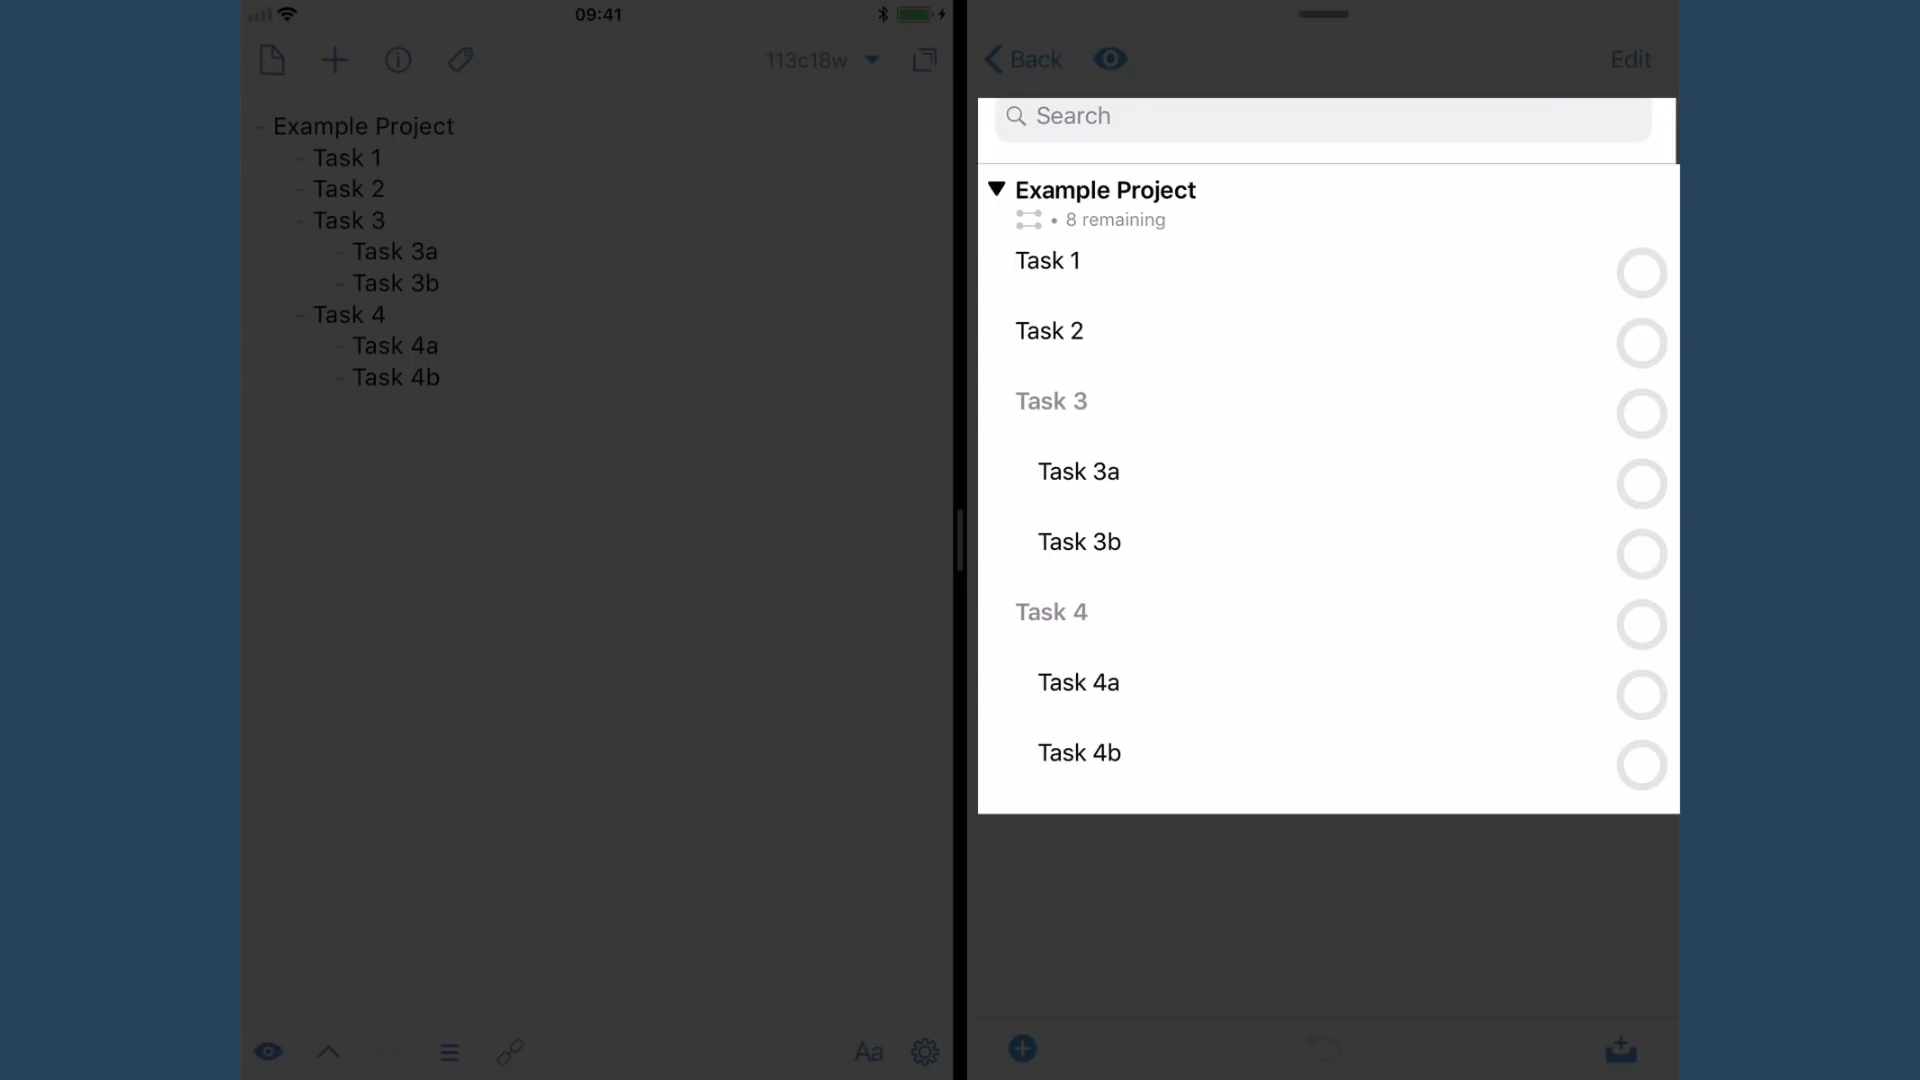 09:41
113c18w
- Example Project
- Task 1
- Task 2
- Task 3
- Task 3a
- Task 3b
- Task 4
- Task 4a
- Task 4b
Aa
Back
Edit
Search
Example Project
• 8 remaining
Task 1
Task 2
Task 3
Task 3a
Task 3b
Task 4
Task 4a
Task 4b